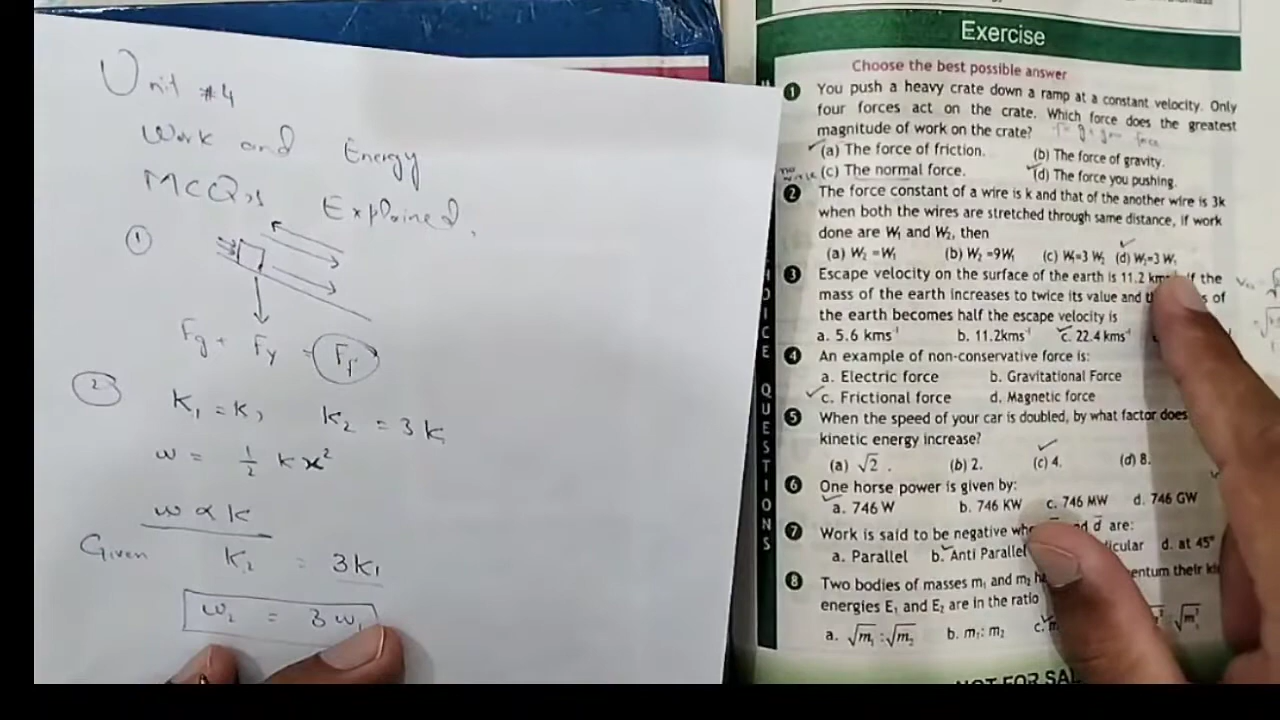 Unit #4
Work and Energy
MCQs Explained.
①
Fg + Fy = Ff
②
K1 = K, K2 = 3K
w = 1/2 K x²
w ∝ K
Given K2 = 3K1
w2 = 3w1
Exercise
Choose the best possible answer
CHOICE QUESTIONS
1 You push a heavy crate down a ramp at a constant velocity. Only
four forces act on the crate. Which force does the greatest
magnitude of work on the crate?
(a) The force of friction. (b) The force of gravity.
(c) The normal force. (d) The force you pushing.
2 The force constant of a wire is k and that of the another wire is 3k
when both the wires are stretched through same distance, if work
done are W₁ and W₂, then
(a) W₂ =W₁ (b) W₂ =9W₁ (c) W₁=3 W₂ (d) W₂=3 W₁
3 Escape velocity on the surface of the earth is 11.2 If the
mass of the earth increases to twice its value and of
the earth becomes half the escape velocity is
a. 5.6 kms⁻¹ b. 11.2kms⁻¹ c. 22.4 kms⁻¹
4 An example of non-conservative force is:
a. Electric force b. Gravitational Force
c. Frictional force d. Magnetic force
5 When the speed of your car is doubled, by what factor does
kinetic energy increase?
(a) √2 . (b) 2. (c) 4. (d) 8.
6 One horse power is given by:
a. 746 W b. 746 KW c. 746 MW d. 746 GW
7 Work is said to be negative d are:
a. Parallel b. Anti Parallel d. at 45°
8 Two bodies of masses m₁ and m₂ their
energies E₁ and E₂ are in the ratio
a. √m₁ : √m₂ b. m₁: m₂ c.
NOT FOR